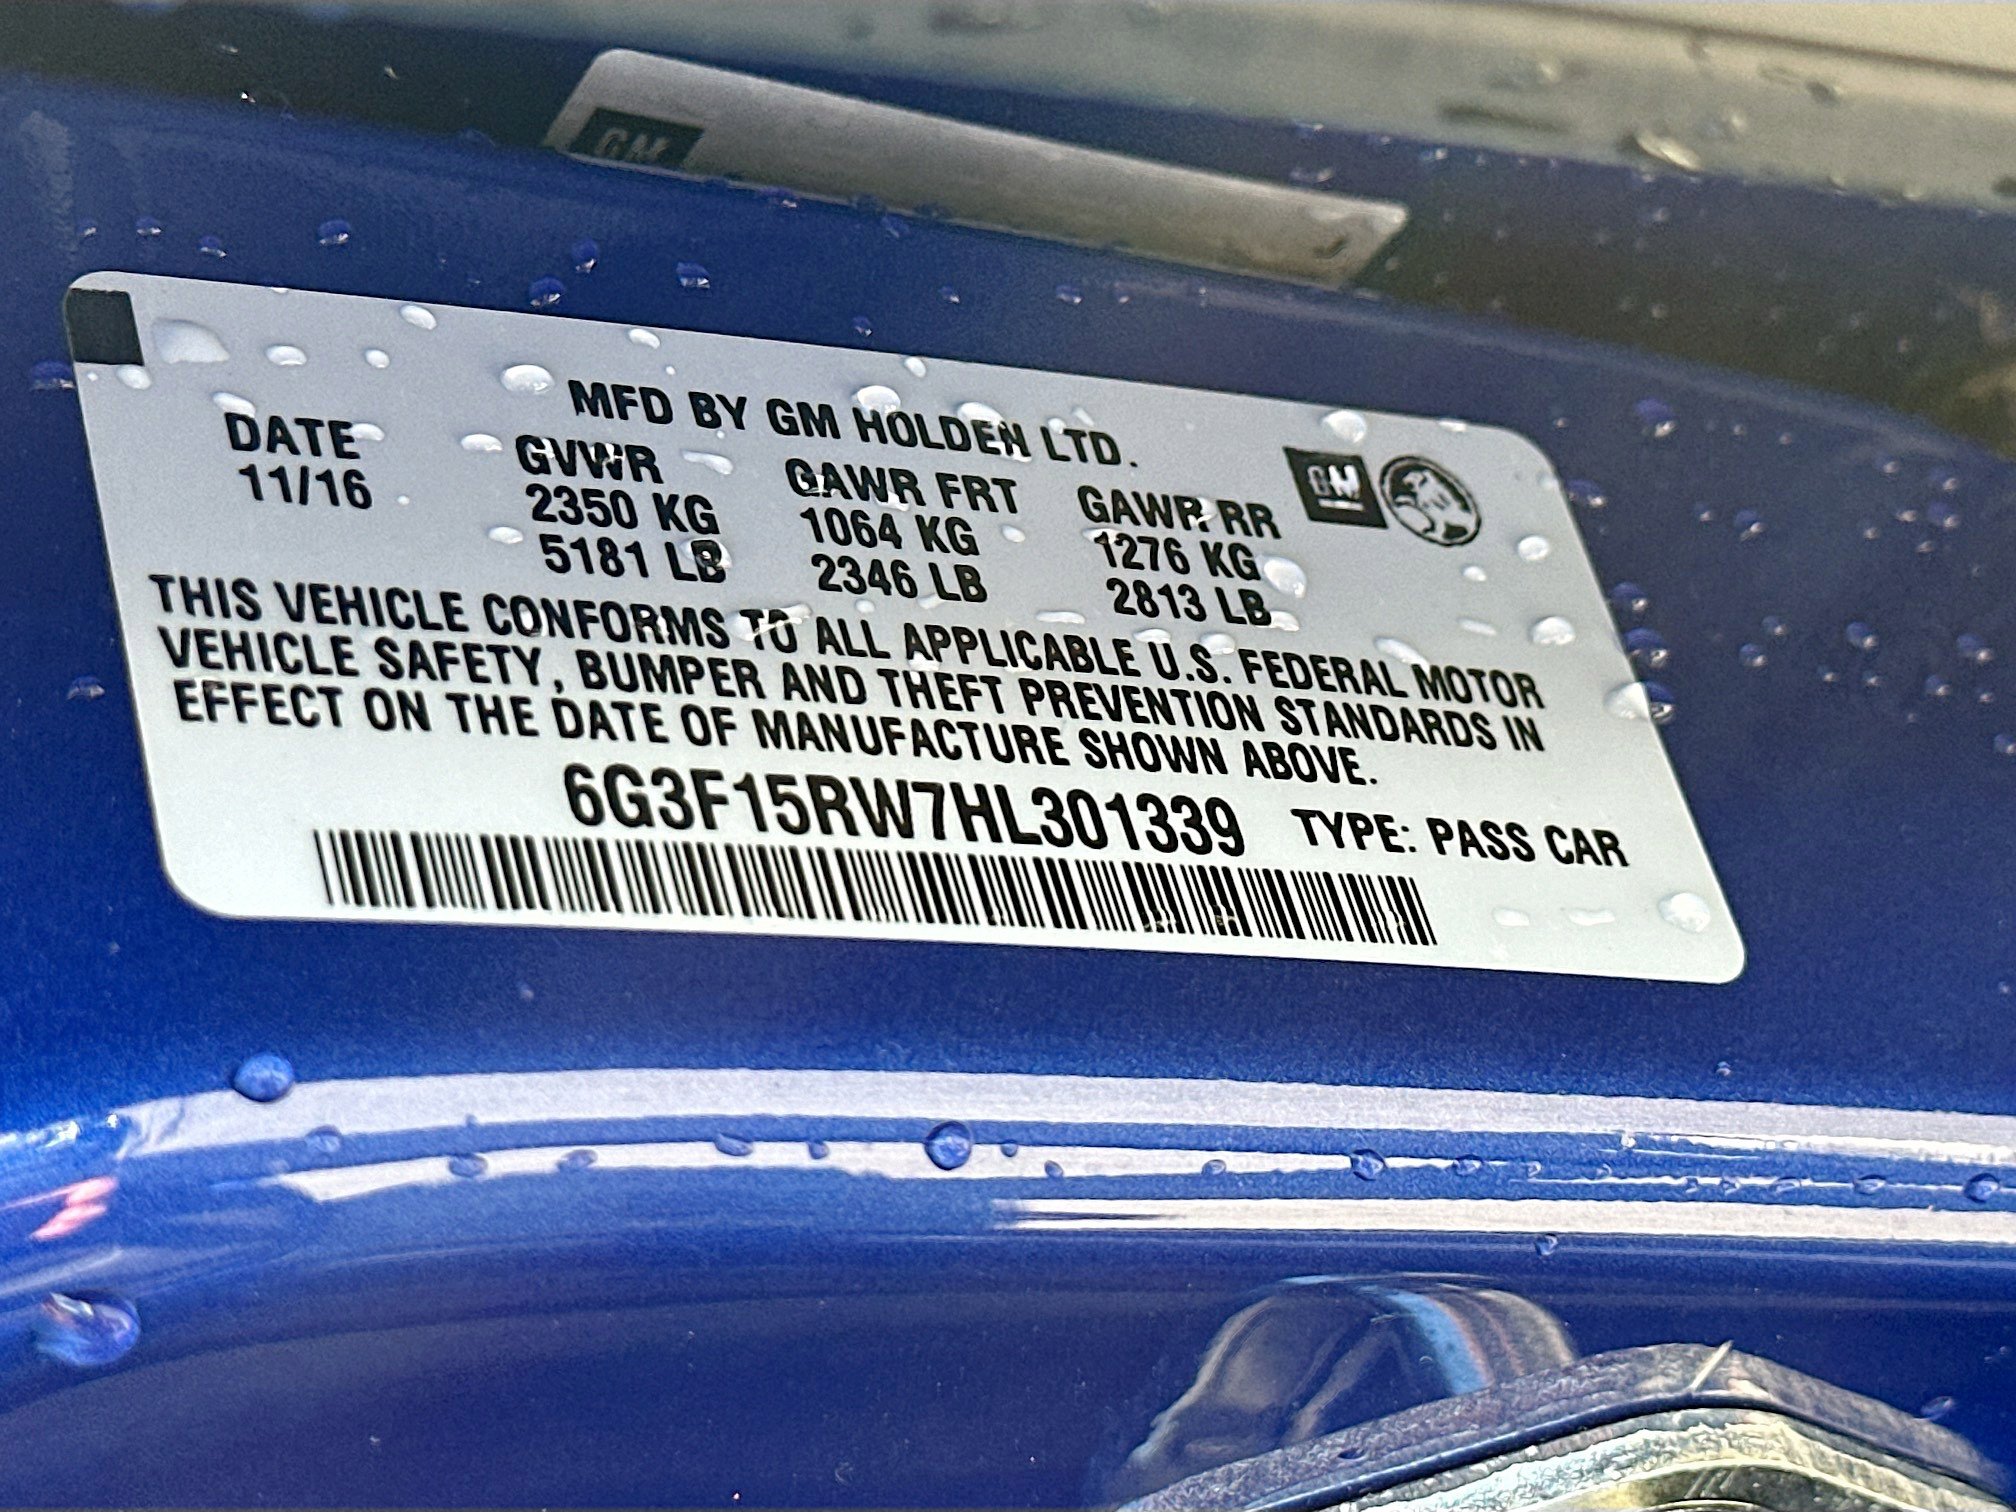 GM
MFD BY GM HOLDEN LTD.
DATE GVWR GAWR FRT GAWR RR GM
11/16 2350 KG 1064 KG 1276 KG
5181 LB 2346 LB 2813 LB
THIS VEHICLE CONFORMS TO ALL APPLICABLE U.S. FEDERAL MOTOR
VEHICLE SAFETY, BUMPER AND THEFT PREVENTION STANDARDS IN
EFFECT ON THE DATE OF MANUFACTURE SHOWN ABOVE.
6G3F15RW7HL301339 TYPE: PASS CAR